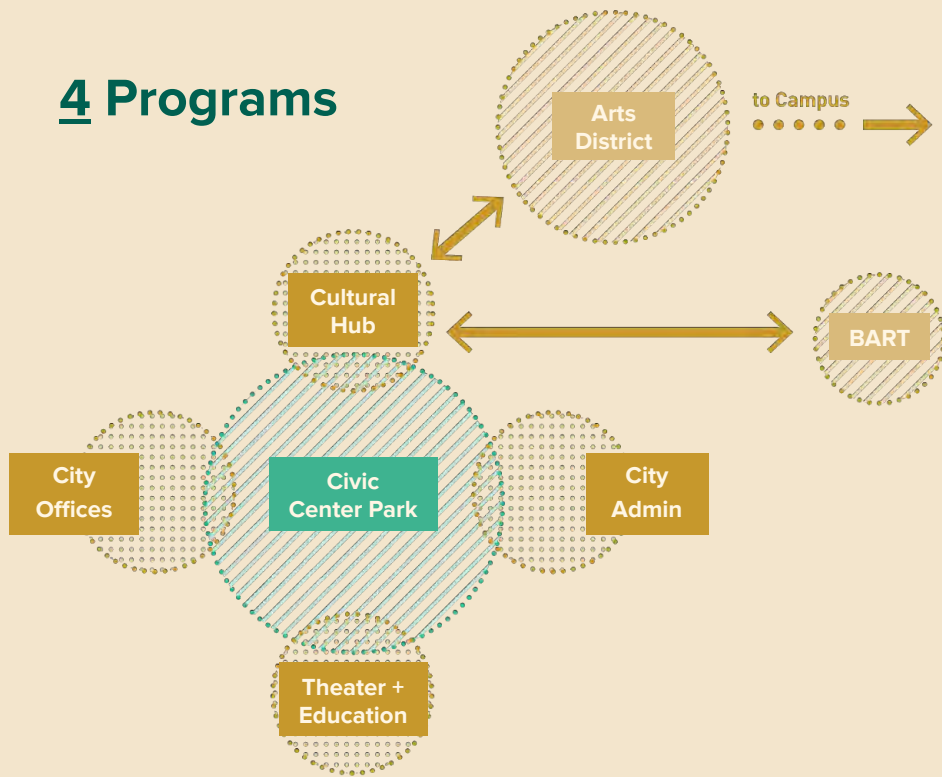 4 Programs
Arts
District
to Campus
Cultural
Hub
BART
City
Offices
Civic
Center Park
City
Admin
Theater +
Education